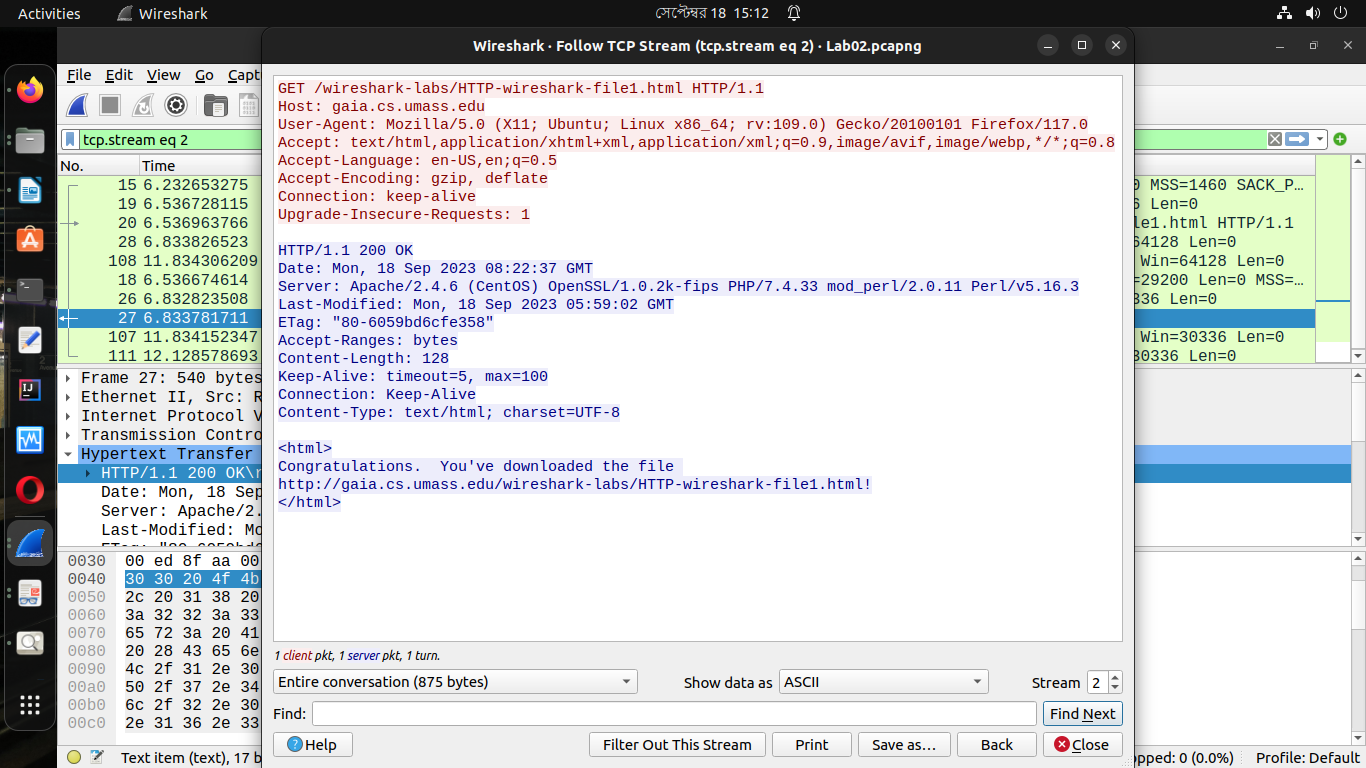 Activities Wireshark সেপ্টেম্বর 18 15:12
Wireshark · Follow TCP Stream (tcp.stream eq 2) · Lab02.pcapng
File Edit View Go Capt
tcp.stream eq 2
No. Time
15 6.232653275
19 6.536728115
20 6.536963766
28 6.833826523
108 11.834306209
18 6.536674614
26 6.832823508
27 6.833781711
107 11.834152347
111 12.128578693
0 MSS=1460 SACK_P…
6 Len=0
le1.html HTTP/1.1
64128 Len=0
Win=64128 Len=0
=29200 Len=0 MSS=…
336 Len=0
Win=30336 Len=0
30336 Len=0
GET /wireshark-labs/HTTP-wireshark-file1.html HTTP/1.1
Host: gaia.cs.umass.edu
User-Agent: Mozilla/5.0 (X11; Ubuntu; Linux x86_64; rv:109.0) Gecko/20100101 Firefox/117.0
Accept: text/html,application/xhtml+xml,application/xml;q=0.9,image/avif,image/webp,*/*;q=0.8
Accept-Language: en-US,en;q=0.5
Accept-Encoding: gzip, deflate
Connection: keep-alive
Upgrade-Insecure-Requests: 1
HTTP/1.1 200 OK
Date: Mon, 18 Sep 2023 08:22:37 GMT
Server: Apache/2.4.6 (CentOS) OpenSSL/1.0.2k-fips PHP/7.4.33 mod_perl/2.0.11 Perl/v5.16.3
Last-Modified: Mon, 18 Sep 2023 05:59:02 GMT
ETag: "80-6059bd6cfe358"
Accept-Ranges: bytes
Content-Length: 128
Keep-Alive: timeout=5, max=100
Connection: Keep-Alive
Content-Type: text/html; charset=UTF-8
<html>
Congratulations.  You've downloaded the file
http://gaia.cs.umass.edu/wireshark-labs/HTTP-wireshark-file1.html!
</html>
Frame 27: 540 bytes
Ethernet II, Src: R
Internet Protocol V
Transmission Contro
Hypertext Transfer
HTTP/1.1 200 OK\r
Date: Mon, 18 Sep
Server: Apache/2.
Last-Modified: Mo
0030 00 ed 8f aa 00
0040 30 30 20 4f 4b
0050 2c 20 31 38 20
0060 3a 32 32 3a 33
0070 65 72 3a 20 41
0080 20 28 43 65 6e
0090 4c 2f 31 2e 30
00a0 50 2f 37 2e 34
00b0 6c 2f 32 2e 30
00c0 2e 31 36 2e 33
1 client pkt, 1 server pkt, 1 turn.
Entire conversation (875 bytes) Show data as ASCII Stream 2
Find: Find Next
Help Filter Out This Stream Print Save as… Back Close
Text item (text), 17 b
pped: 0 (0.0%) Profile: Default